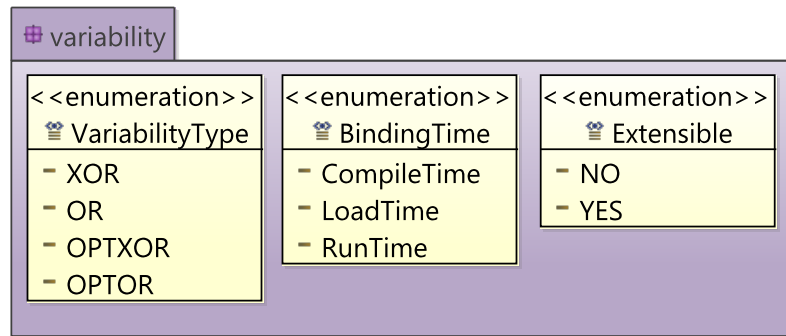 variability
<<enumeration>>
VariabilityType
XOR
OR
OPTXOR
OPTOR
<<enumeration>>
BindingTime
CompileTime
LoadTime
RunTime
<<enumeration>>
Extensible
NO
YES